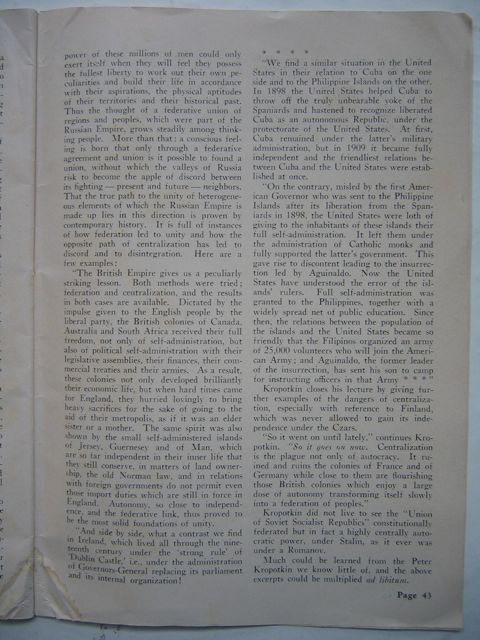 power of these millions of men could only
exert itself when they will feel they possess
the fullest liberty to work out their own pe-
culiarities and build their life in accordance
with their aspirations, the physical aptitudes
of their territories and their historical past.
Thus the thought of a federative union of
regions and peoples, which were part of the
Russian Empire, grows steadily among think-
ing people. More than that: a conscious feel-
ing is born that only through a federative
agreement and union is it possible to found a
union, without which the valleys of Russia
risk to become the apple of discord between
its fighting — present and future — neighbors.
That the true path to the unity of heterogene-
ous elements of which the Russian Empire is
made up lies in this direction is proven by
contemporary history. It is full of instances
of how federation led to unity and how the
opposite path of centralization has led to
discord and to disintegration. Here are a
few examples:
"The British Empire gives us a peculiarly
striking lesson. Both methods were tried;
federation and centralization, and the results
in both cases are available. Dictated by the
impulse given to the English people by the
liberal party, the British colonies of Canada,
Australia and South Africa received their full
freedom, not only of self-administration, but
also of political self-administration with their
legislative assemblies, their finances, their com-
mercial treaties and their armies. As a result,
these colonies not only developed brilliantly
their economic life, but when hard times came
for England, they hurried lovingly to bring
heavy sacrifices for the sake of going to the
aid of their metropolis, as if it was an elder
sister or a mother. The same spirit was also
shown by the small self-administered islands
of Jersey, Guernesey and of Man, which
are so far independent in their inner life that
they still conserve, in matters of land owner-
ship, the old Norman law, and in relations
with foreign governments do not permit even
those import duties which are still in force in
England. Autonomy, so close to independ-
ence, and the federative link, thus proved to
be the most solid foundations of unity.
"And side by side, what a contrast we find
in Ireland, which lived all through the nine-
teenth century under the 'strong rule' of
'Dublin Castle,' i.e., under the administration
of Governors-General replacing its parliament
and its internal organization!
* * * *
"We find a similar situation in the United
States in their relation to Cuba on the one
side and to the Philippine Islands on the other.
In 1898 the United States helped Cuba to
throw off the truly unbearable yoke of the
Spaniards and hastened to recognize liberated
Cuba as an autonomous Republic, under the
protectorate of the United States. At first,
Cuba remained under the latter's military
administration, but in 1909 it became fully
independent and the friendliest relations be-
tween Cuba and the United States were estab-
lished at once.
"On the contrary, misled by the first Amer-
ican Governor who was sent to the Philippine
Islands after its liberation from the Span-
iards in 1898, the United States were loth of
giving to the inhabitants of these islands their
full self-administration. It left them under
the administration of Catholic monks and
fully supported the latter's government. This
gave rise to discontent leading to the insurrec-
tion led by Aguinaldo. Now the United
States have understood the error of the isl-
ands' rulers. Full self-administration was
granted to the Philippines, together with a
widely spread net of public education. Since
then, the relations between the population of
the islands and the United States became so
friendly that the Filipinos organized an army
of 25,000 volunteers who will join the Ameri-
can Army; and Aguinaldo, the former leader
of the insurrection, has sent his son to camp
for instructing officers in that Army * * * "
Kropotkin closes his lecture by giving fur-
ther examples of the dangers of centraliza-
tion, especially with reference to Finland,
which was never allowed to gain its inde-
pendence under the Czars.
"So it went on until lately," continues Kro-
potkin. "So it goes on now. Centralization
is the plague not only of autocracy. It ru-
ined and ruins the colonies of France and of
Germany while close to them are flourishing
those British colonies which enjoy a large
dose of autonomy transforming itself slowly
into a federation of peoples."
Kropotkin did not live to see the "Union
of Soviet Socialist Republics" constitutionally
federated but in fact a highly centrally auto-
cratic power, under Stalin, as it ever was
under a Romanov.
Much could be learned from the Peter
Kropotkin we know little of, and the above
excerpts could be multiplied ad libitum.
Page 43